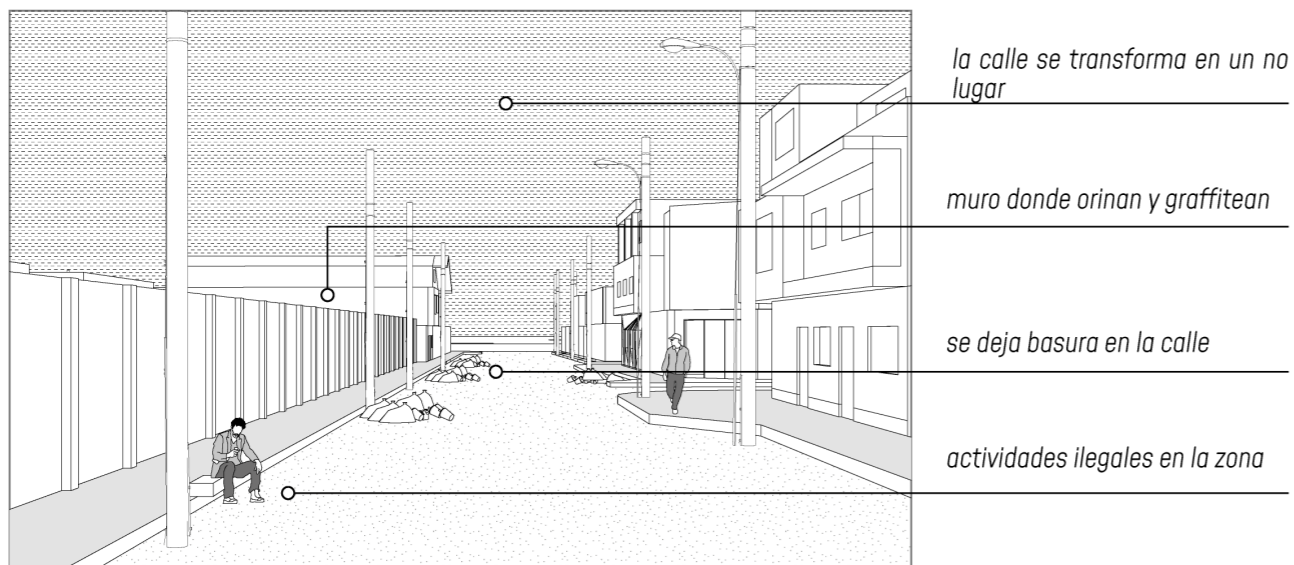 la calle se transforma en un no
lugar
muro donde orinan y graffitean
se deja basura en la calle
actividades ilegales en la zona